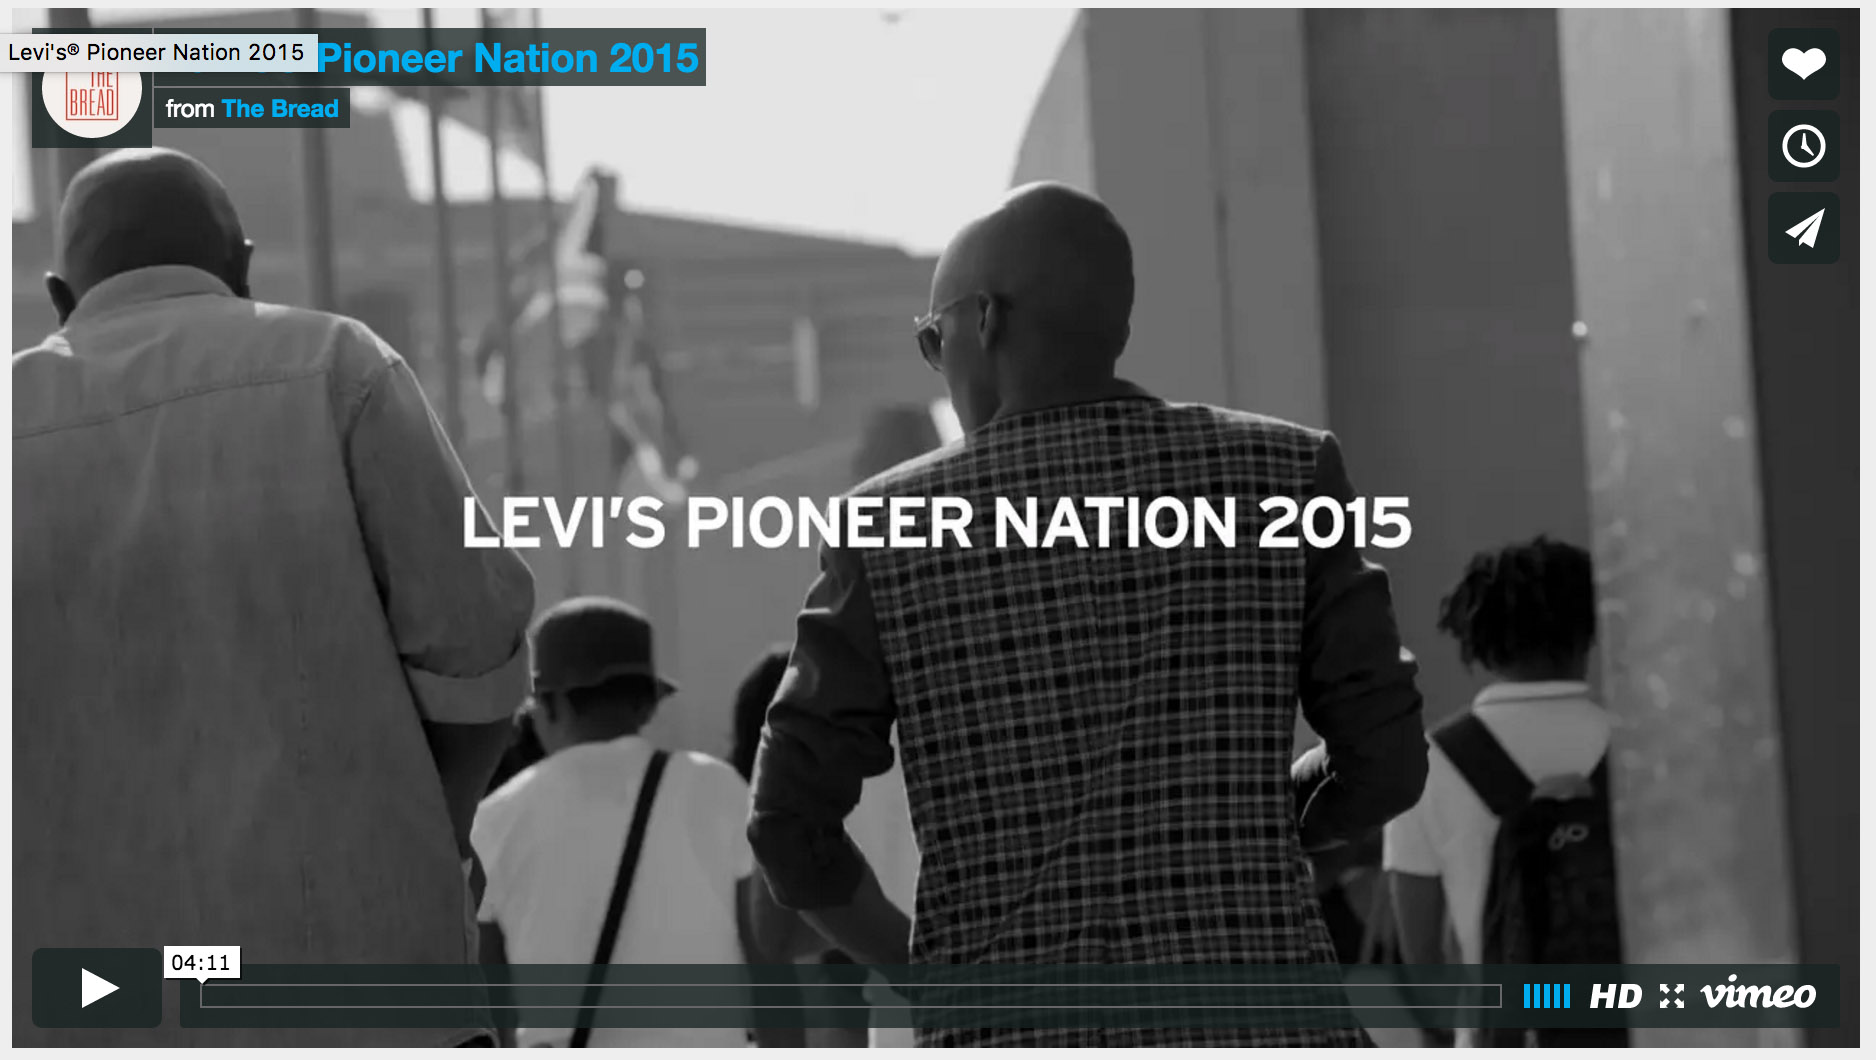 Levi's® Pioneer Nation 2015
Pioneer Nation 2015
THE
BREAD
from The Bread
LEVI'S PIONEER NATION 2015
04:11
HD vimeo